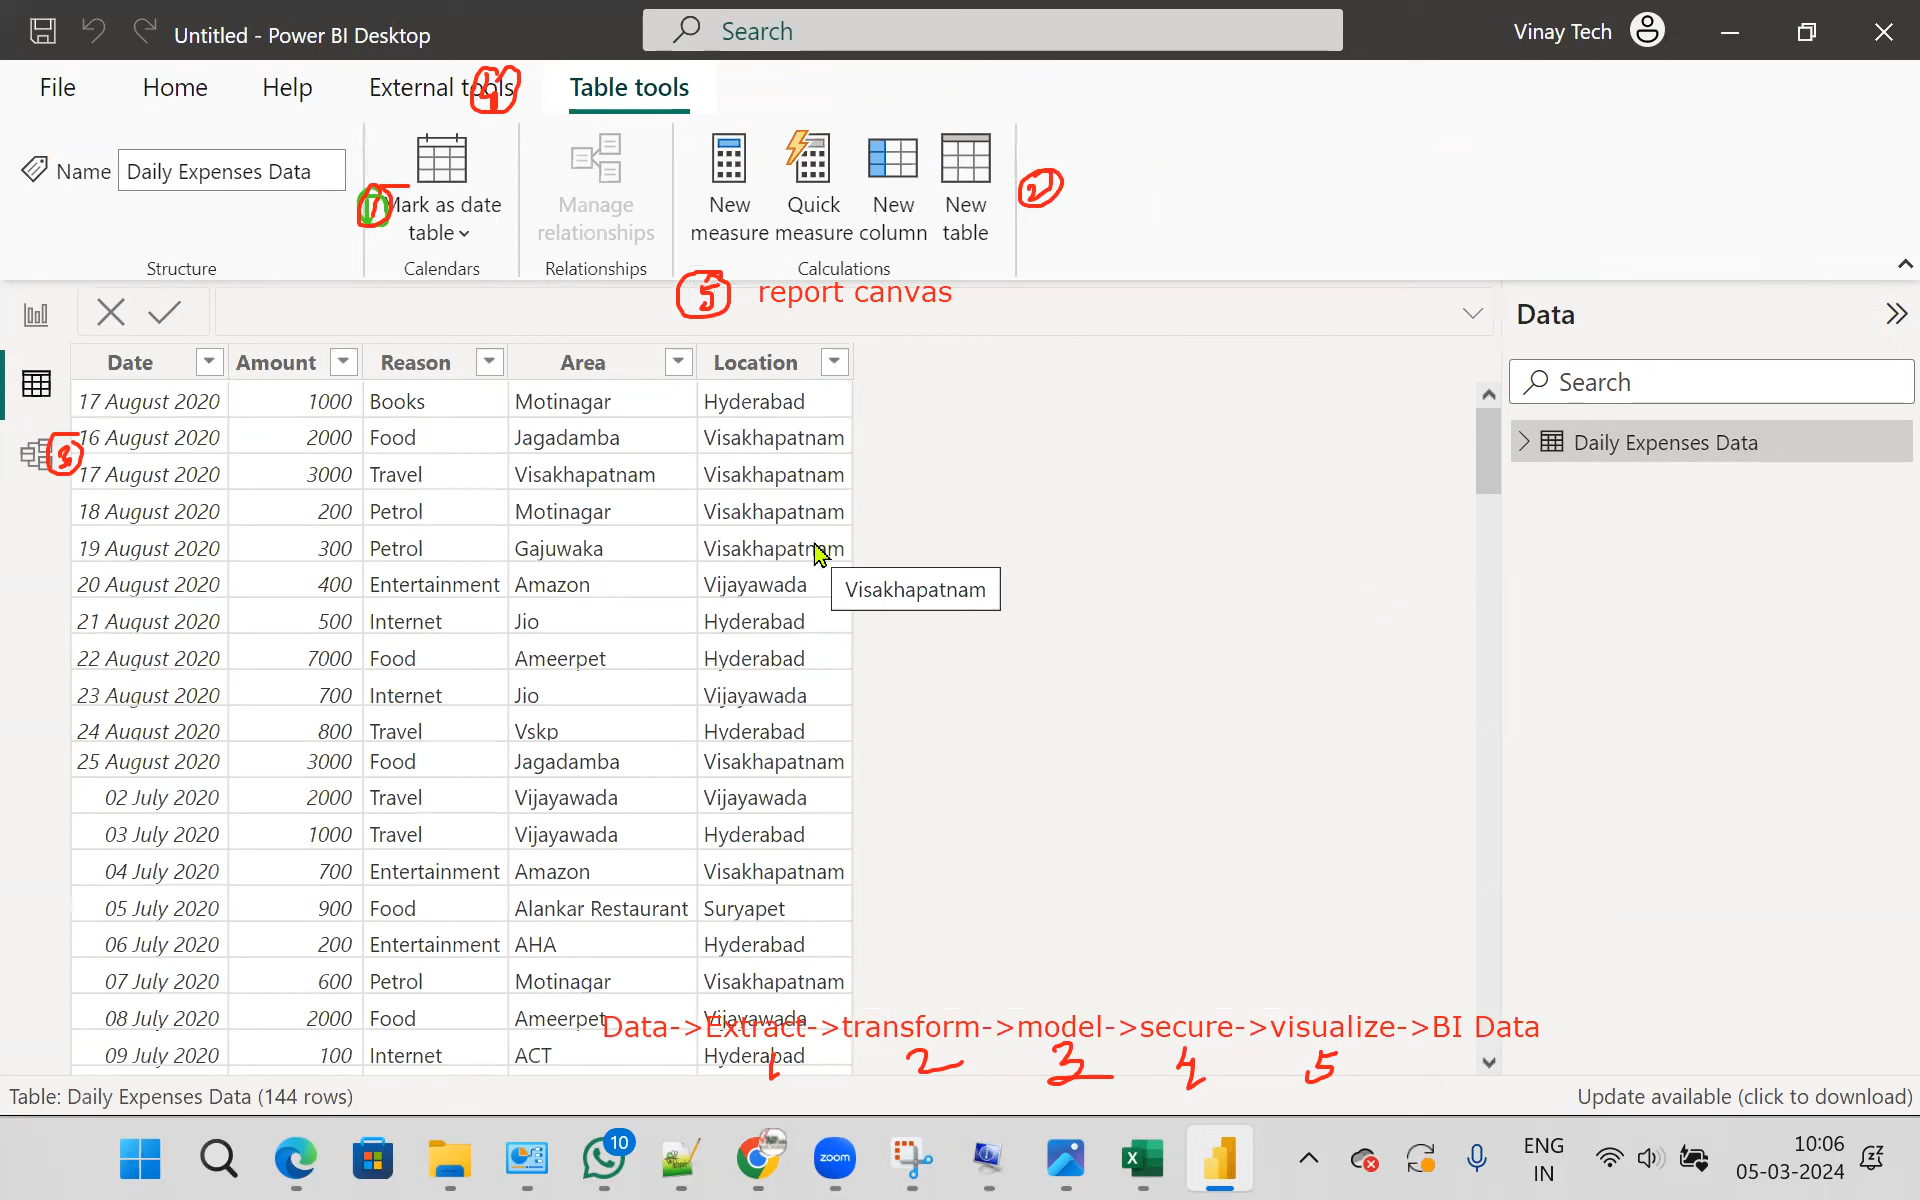 Untitled - Power BI Desktop
Search
Vinay Tech
File Home Help External tools Table tools
4
Name Daily Expenses Data
1
Mark as date table
Manage relationships
New measure
Quick measure
New column
New table
2
Structure Calendars Relationships Calculations
5 report canvas
Data
Search
Daily Expenses Data
3
Date Amount Reason Area Location
17 August 2020 1000 Books Motinagar Hyderabad
16 August 2020 2000 Food Jagadamba Visakhapatnam
17 August 2020 3000 Travel Visakhapatnam Visakhapatnam
18 August 2020 200 Petrol Motinagar Visakhapatnam
19 August 2020 300 Petrol Gajuwaka Visakhapatnam
20 August 2020 400 Entertainment Amazon Vijayawada
Visakhapatnam
21 August 2020 500 Internet Jio Hyderabad
22 August 2020 7000 Food Ameerpet Hyderabad
23 August 2020 700 Internet Jio Vijayawada
24 August 2020 800 Travel Vskp Hyderabad
25 August 2020 3000 Food Jagadamba Visakhapatnam
02 July 2020 2000 Travel Vijayawada Vijayawada
03 July 2020 1000 Travel Vijayawada Hyderabad
04 July 2020 700 Entertainment Amazon Visakhapatnam
05 July 2020 900 Food Alankar Restaurant Suryapet
06 July 2020 200 Entertainment AHA Hyderabad
07 July 2020 600 Petrol Motinagar Visakhapatnam
08 July 2020 2000 Food Ameerpet Vijayawada
Data->Extract->transform->model->secure->visualize->BI Data
09 July 2020 100 Internet ACT Hyderabad
1 2 3 4 5
Table: Daily Expenses Data (144 rows)
Update available (click to download)
10
zoom
ENG
IN
10:06
05-03-2024